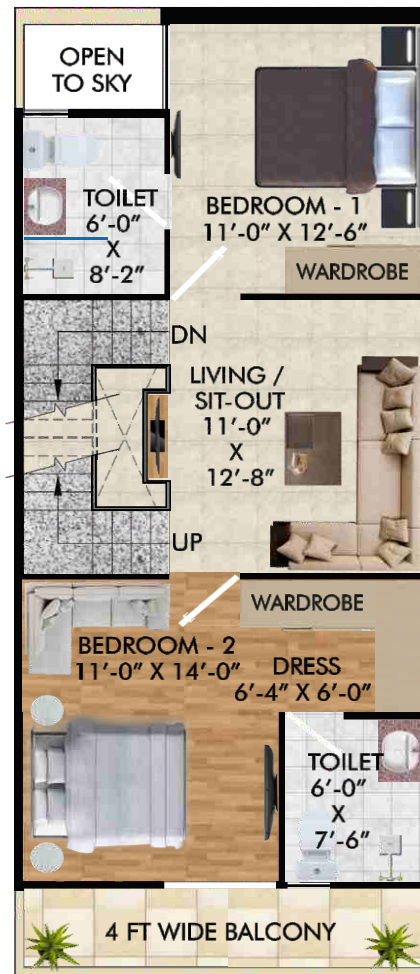 OPEN
TO SKY
TOILET
6’-0”
X
8’-2”
BEDROOM - 1
11’-0” X 12’-6”
WARDROBE
DN
LIVING /
SIT-OUT
11’-0”
X
12’-8”
UP
WARDROBE
BEDROOM - 2
11’-0” X 14’-0”
DRESS
6’-4” X 6’-0”
TOILET
6’-0”
X
7’-6”
4 FT WIDE BALCONY